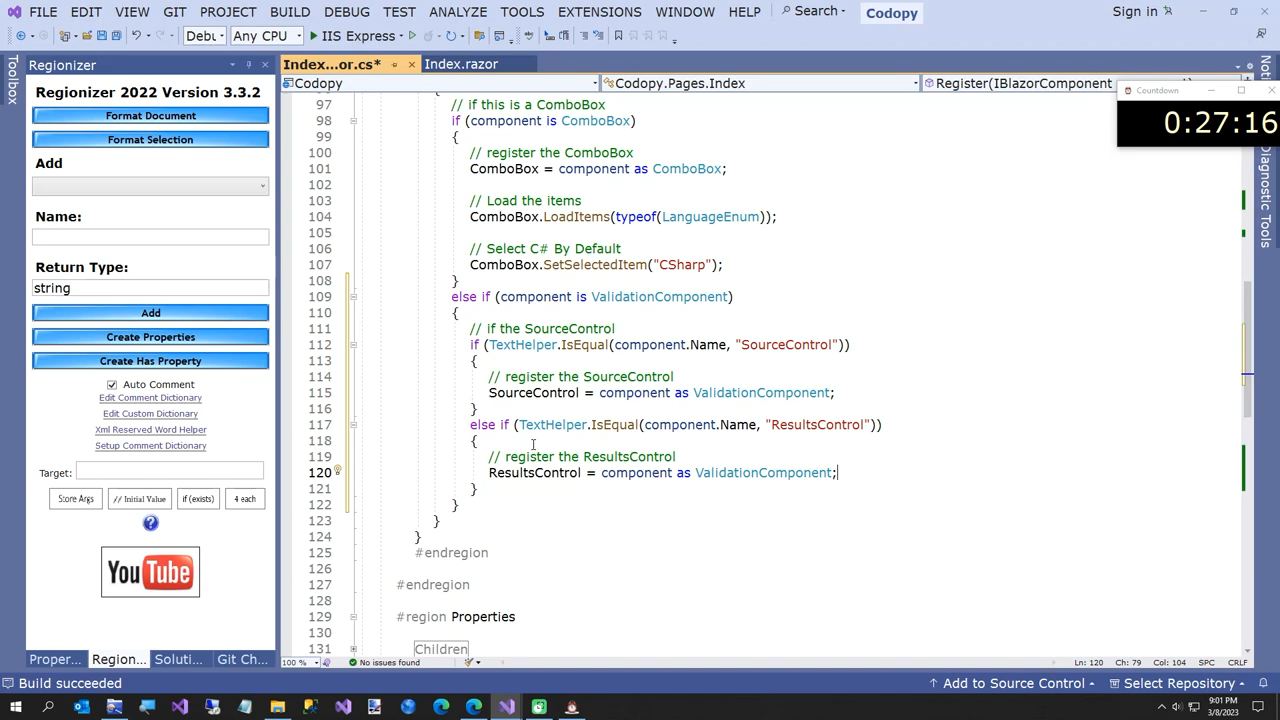 FILE EDIT VIEW GIT PROJECT BUILD DEBUG TEST ANALYZE TOOLS EXTENSIONS WINDOW HELP Search Codopy Sign in
Debu Any CPU IIS Express
Toolbox
Regionizer
Regionizer 2022 Version 3.3.2
Format Document
Format Selection
Add
Name:
Return Type:
string
Add
Create Properties
Create Has Property
Auto Comment
Edit Comment Dictionary
Edit Custom Dictionary
Xml Reserved Word Helper
Setup Comment Dictionary
Target:
Store Args // Initial Value if (exists) 4 each
?
YouTube
Proper... Region... Soluti... Git Ch...
Index...or.cs* Index.razor
Codopy Codopy.Pages.Index Register(IBlazorComponent
97 // if this is a ComboBox
98 if (component is ComboBox)
99 {
100 // register the ComboBox
101 ComboBox = component as ComboBox;
102
103 // Load the items
104 ComboBox.LoadItems(typeof(LanguageEnum));
105
106 // Select C# By Default
107 ComboBox.SetSelectedItem("CSharp");
108 }
109 else if (component is ValidationComponent)
110 {
111 // if the SourceControl
112 if (TextHelper.IsEqual(component.Name, "SourceControl"))
113 {
114 // register the SourceControl
115 SourceControl = component as ValidationComponent;
116 }
117 else if (TextHelper.IsEqual(component.Name, "ResultsControl"))
118 {
119 // register the ResultsControl
120 ResultsControl = component as ValidationComponent;
121 }
122 }
123 }
124 }
125 #endregion
126
127 #endregion
128
129 #region Properties
130
131 Children
100 % No issues found Ln: 120 Ch: 79 Col: 104 SPC CRLF
Countdown
0:27:16
Diagnostic Tools
Build succeeded Add to Source Control Select Repository
9:01 PM
3/8/2023